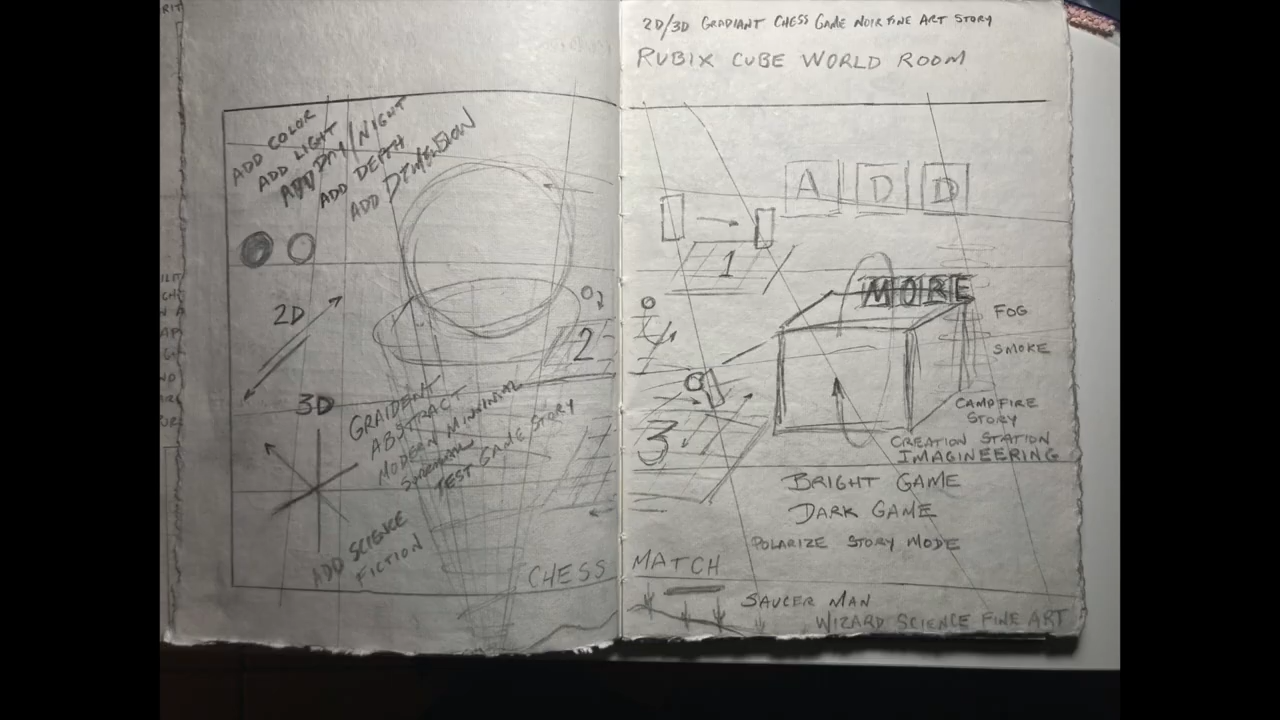 2D/3D GRADIANT CHESS GAME NOIR FINE ART STORY
RUBIX CUBE WORLD ROOM
ADD COLOR
ADD LIGHT
ADD DAY/NIGHT
ADD DEPTH
ADD DIMENSION
2D
3D
GRAIDENT
ABSTRACT
MODERN MINNIMAL
TEST GAME STORY
ADD SCIENCE
FICTION
2
CHESS MATCH
A D D
1
MORE
FOG
SMOKE
3
CAMPFIRE
STORY
CREATION STATION
IMAGINEERING
BRIGHT GAME
DARK GAME
POLARIZE STORY MODE
SAUCER MAN
WIZARD SCIENCE FINE ART